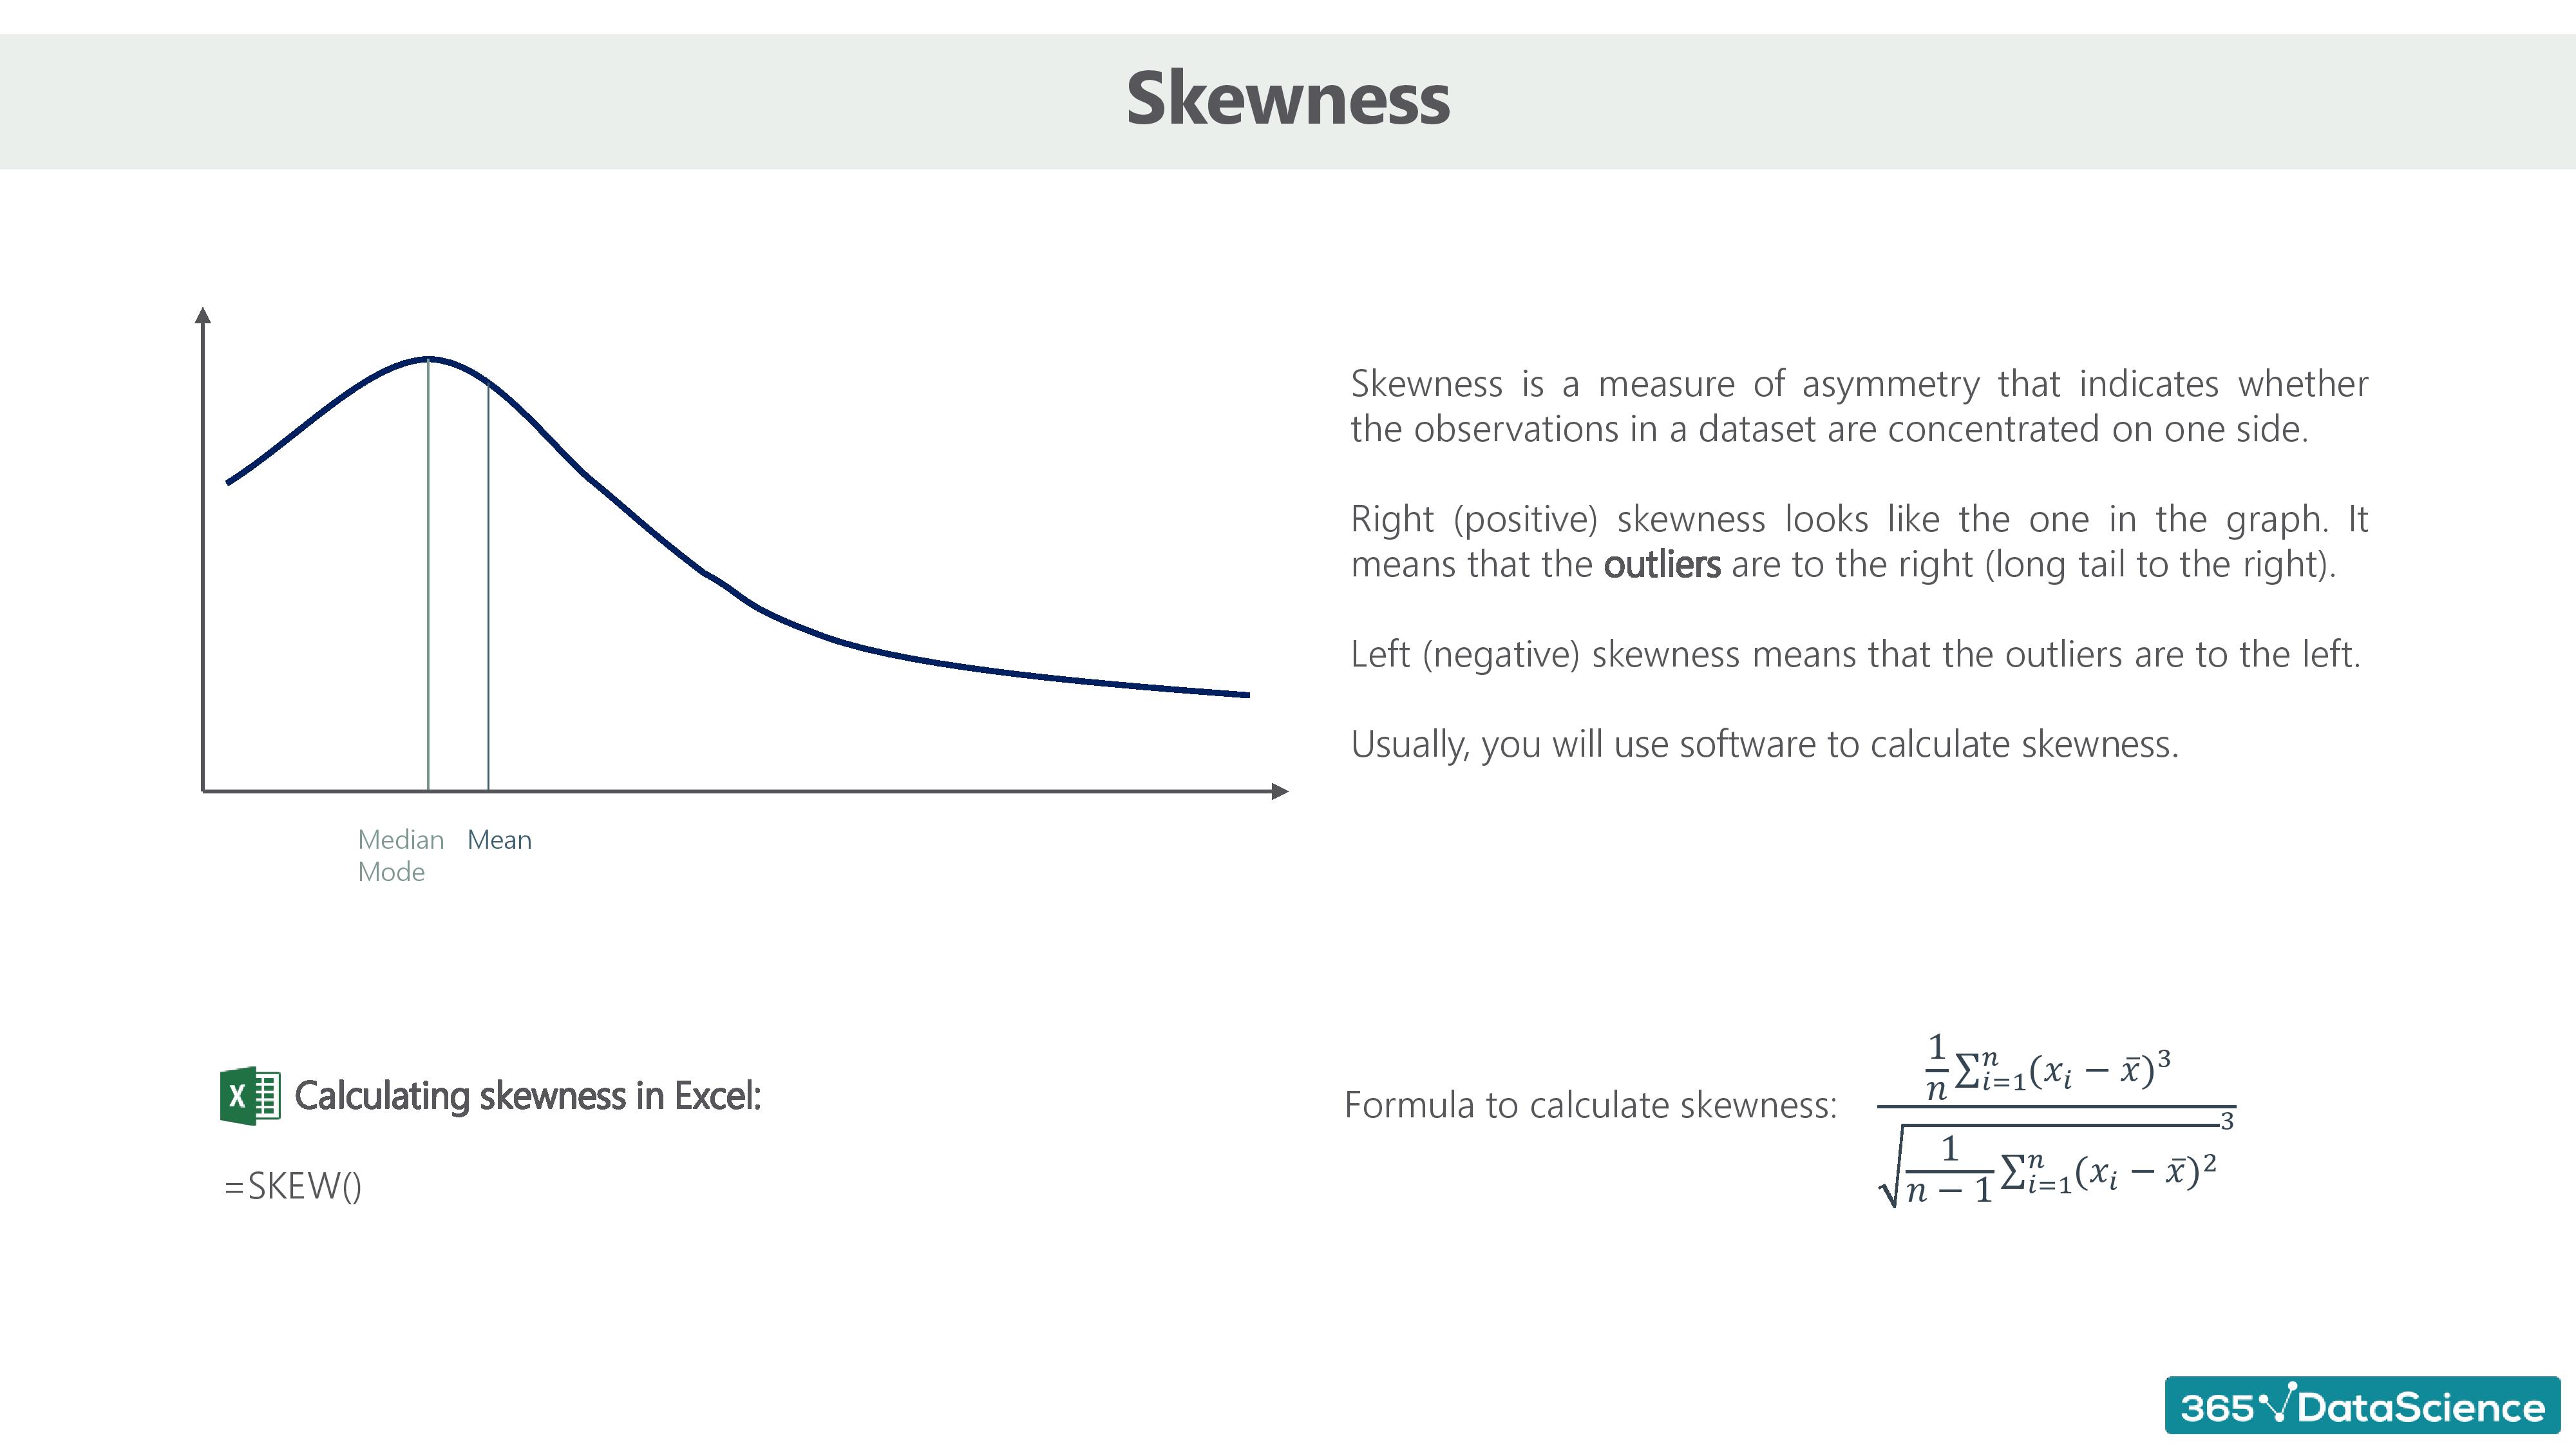 Skewness
Skewness is a measure of asymmetry that indicates whether
the observations in a dataset are concentrated on one side.
Right (positive) skewness looks like the one in the graph. It
means that the outliers are to the right (long tail to the right).
Left (negative) skewness means that the outliers are to the left.
Usually, you will use software to calculate skewness.
Median Mean
Mode
X Calculating skewness in Excel:
=SKEW()
Formula to calculate skewness:
\frac{\frac{1}{n}\sum_{i=1}^{n}(x_i - \bar{x})^3}{\sqrt{\frac{1}{n-1}\sum_{i=1}^{n}(x_i - \bar{x})^2}^3}
365 DataScience